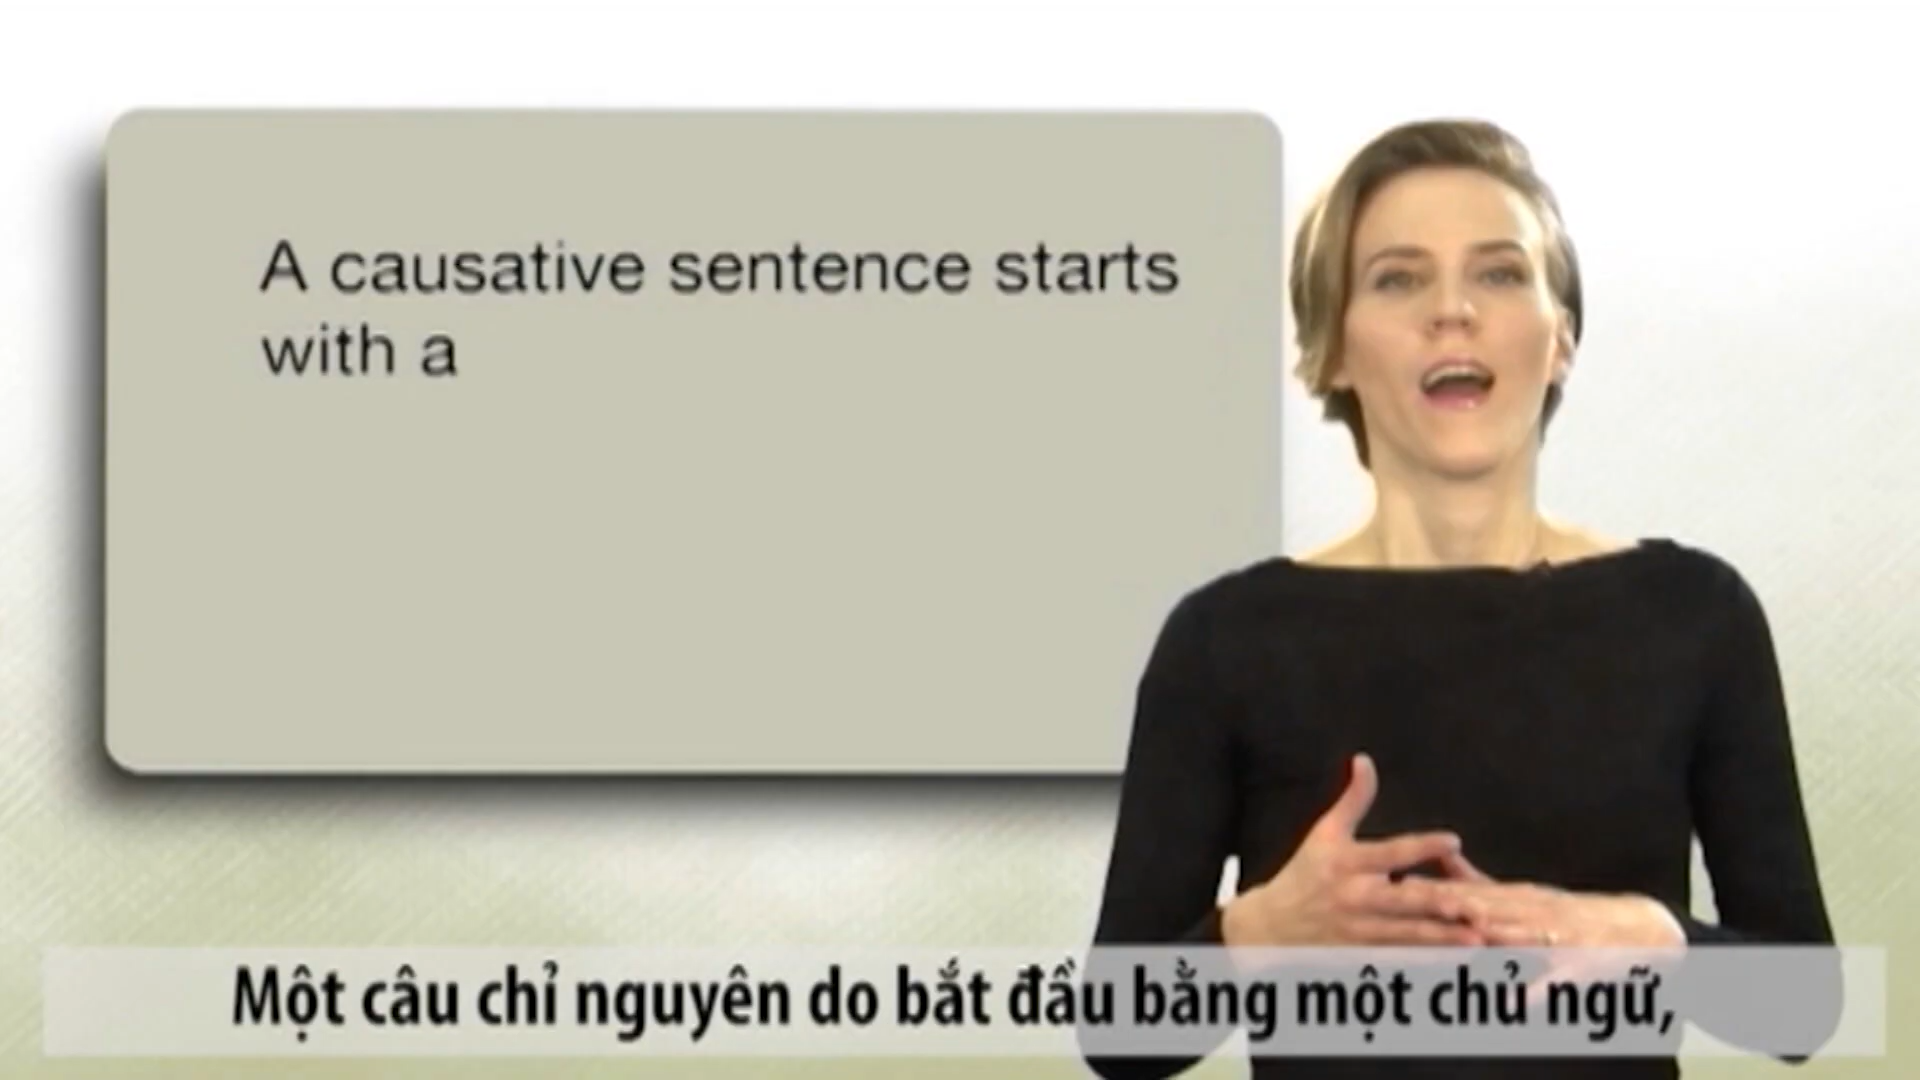 A causative sentence starts
with a
Một câu chỉ nguyên do bắt đầu bằng một chủ ngữ,